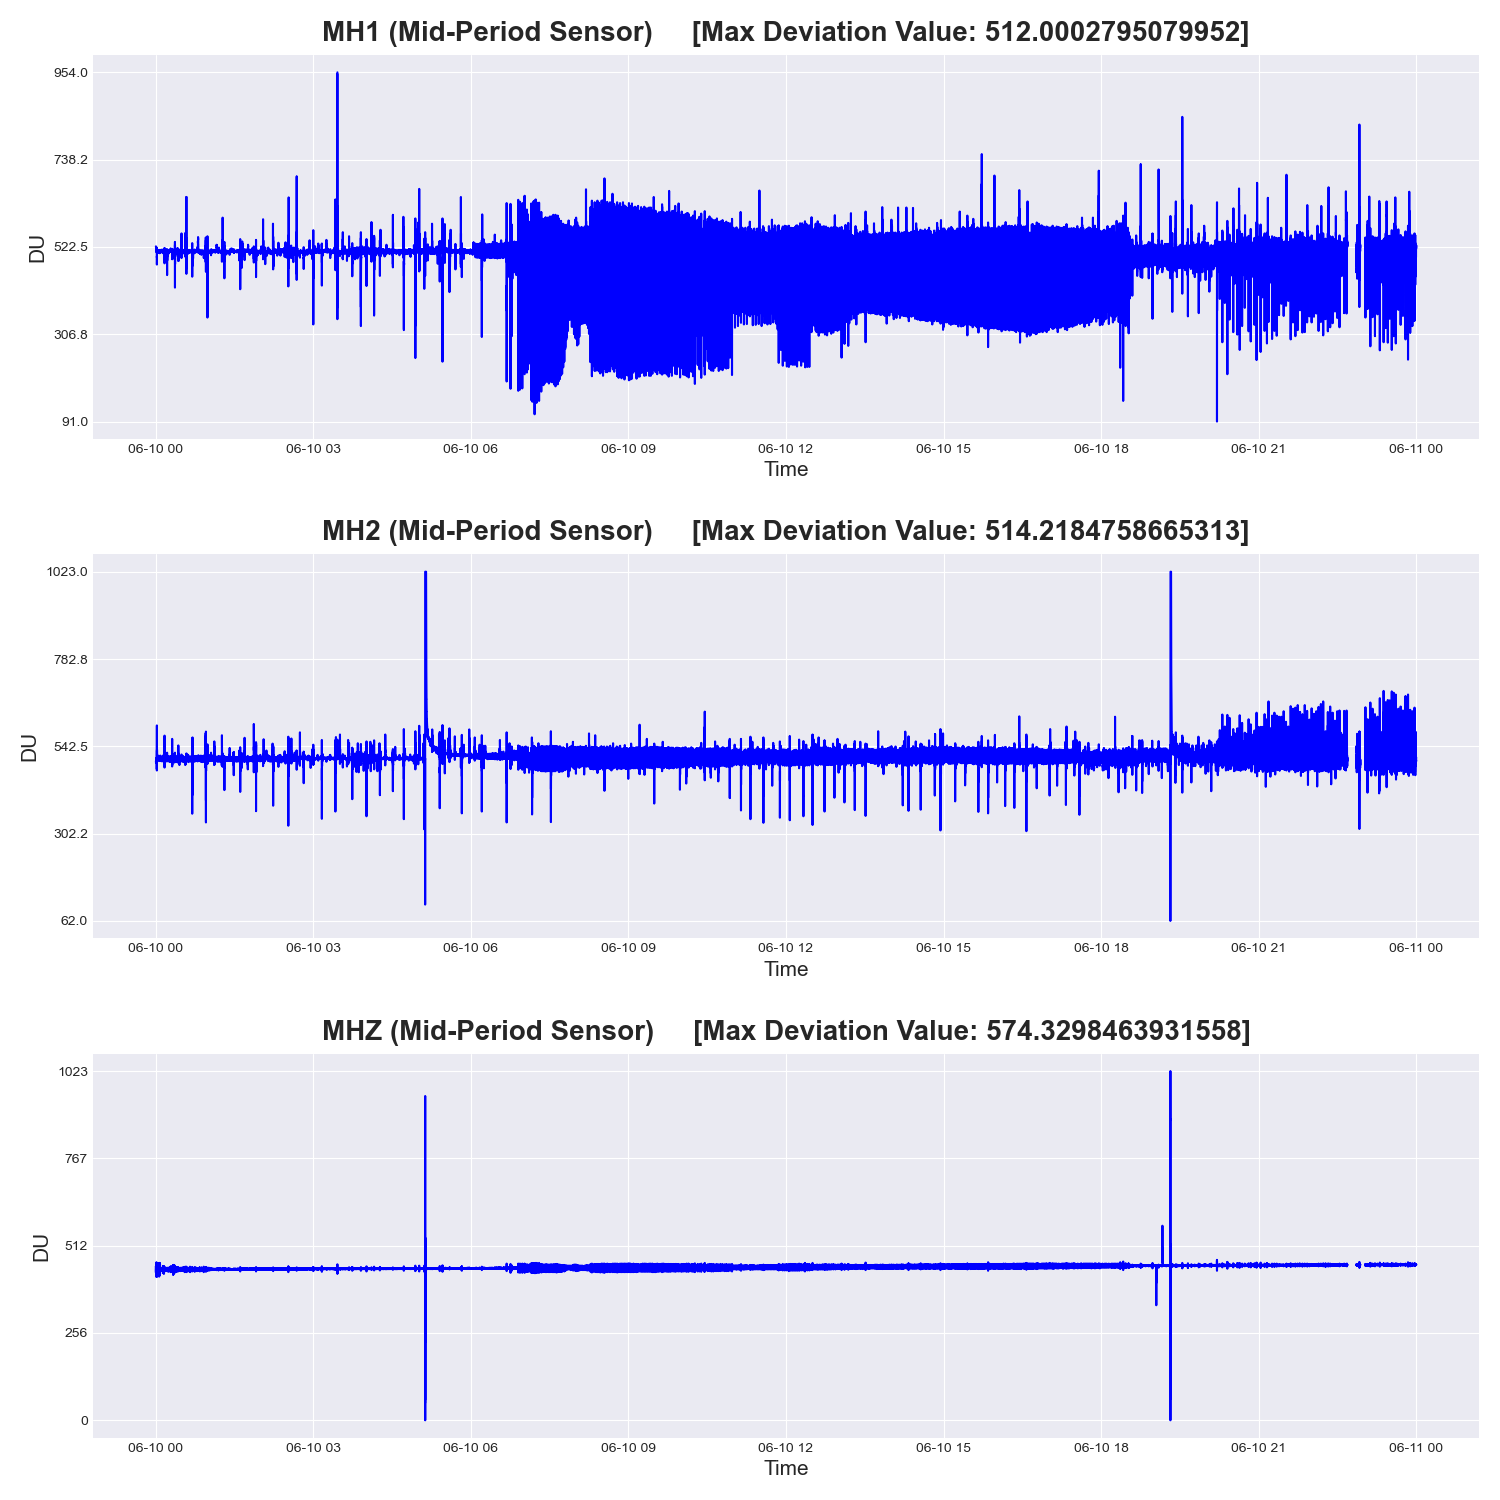 MH1 (Mid-Period Sensor) [Max Deviation Value: 512.0002795079952]
954.0
738.2
522.5
306.8
91.0
DU
06-10 00 06-10 03 06-10 06 06-10 09 06-10 12 06-10 15 06-10 18 06-10 21 06-11 00
Time
MH2 (Mid-Period Sensor) [Max Deviation Value: 514.2184758665313]
1023.0
782.8
542.5
302.2
62.0
DU
06-10 00 06-10 03 06-10 06 06-10 09 06-10 12 06-10 15 06-10 18 06-10 21 06-11 00
Time
MHZ (Mid-Period Sensor) [Max Deviation Value: 574.3298463931558]
1023
767
512
256
0
DU
06-10 00 06-10 03 06-10 06 06-10 09 06-10 12 06-10 15 06-10 18 06-10 21 06-11 00
Time